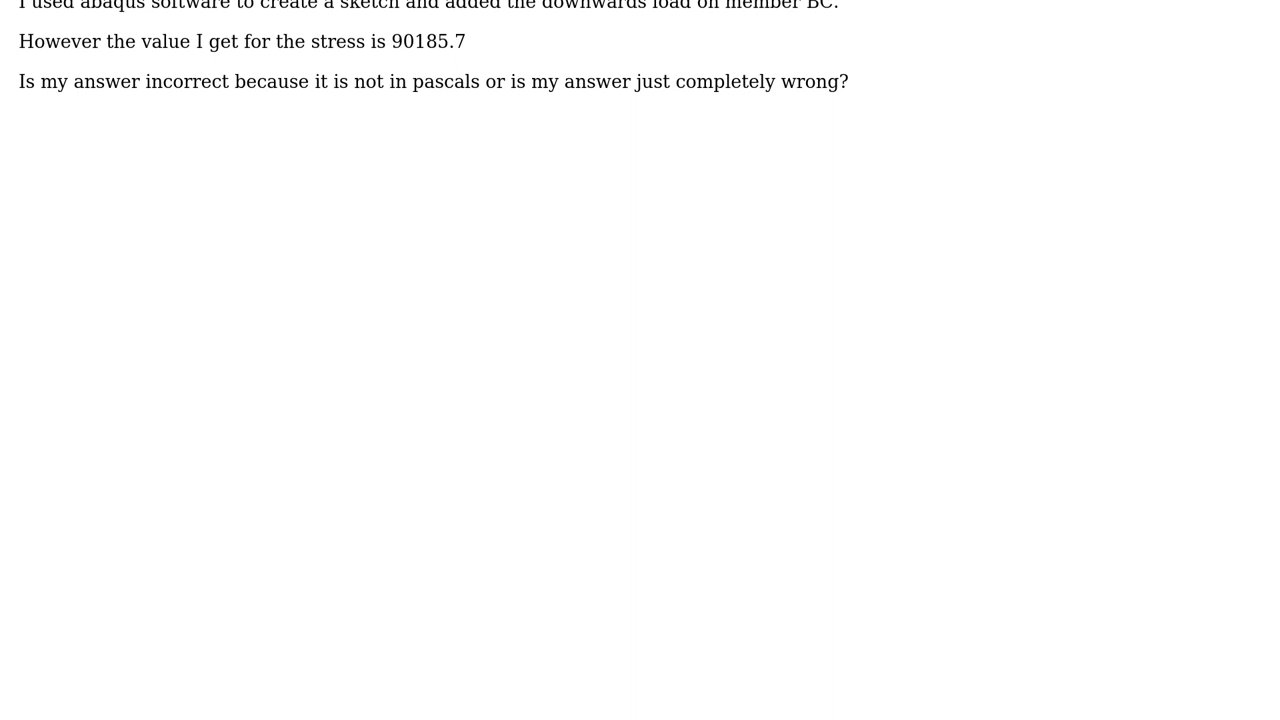 I used abaqus software to create a sketch and added the downwards load on member BC.
However the value I get for the stress is 90185.7
Is my answer incorrect because it is not in pascals or is my answer just completely wrong?